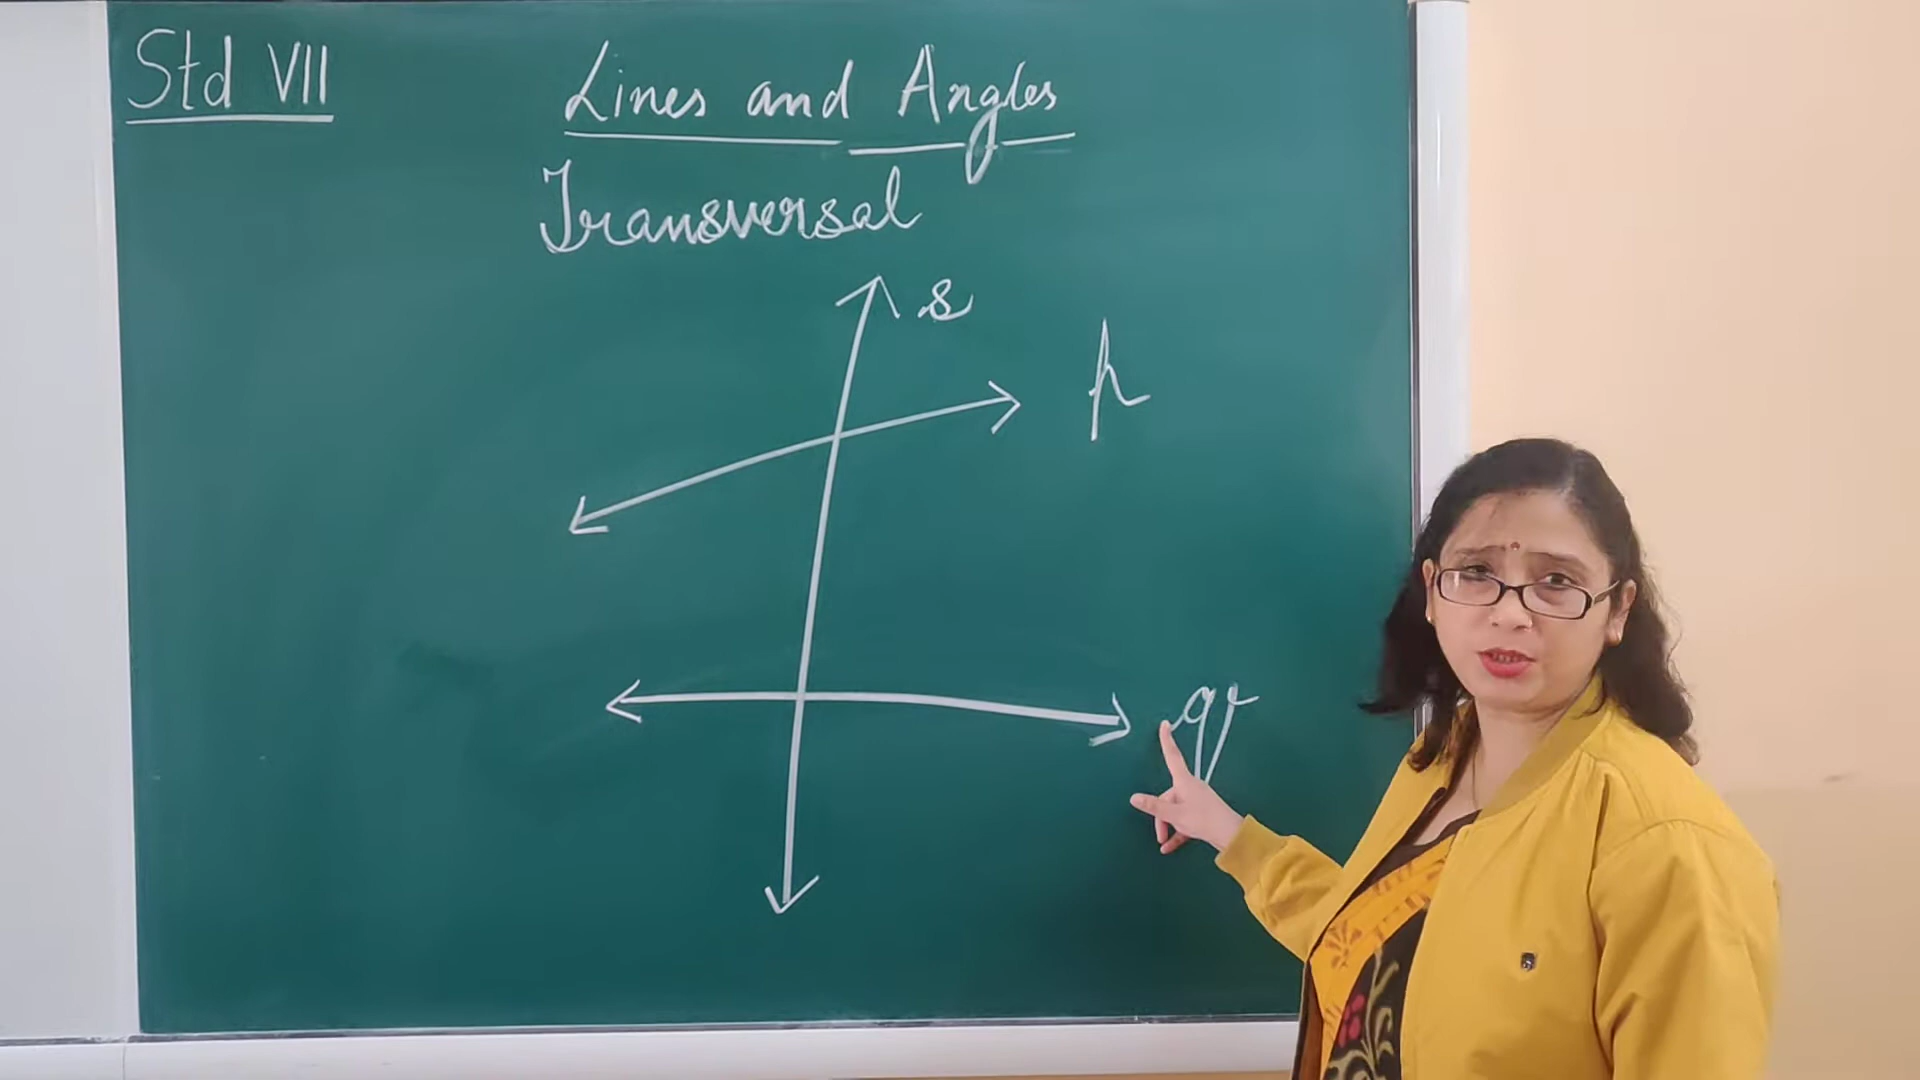 Std VII
Lines and Angles
Transversal
s
p
q